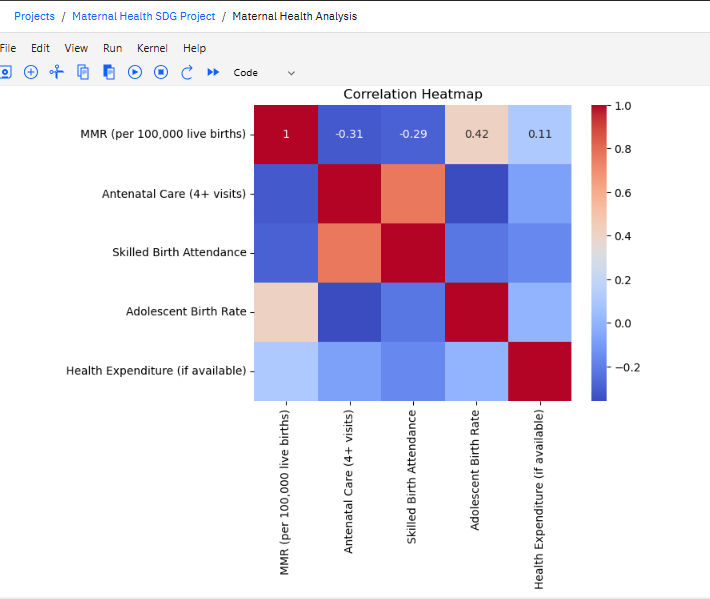 Projects / Maternal Health SDG Project / Maternal Health Analysis
File Edit View Run Kernel Help
Code
Correlation Heatmap
MMR (per 100,000 live births)
1 -0.31 -0.29 0.42 0.11
Antenatal Care (4+ visits)
Skilled Birth Attendance
Adolescent Birth Rate
Health Expenditure (if available)
1.0
0.8
0.6
0.4
0.2
0.0
−0.2
MMR (per 100,000 live births)
Antenatal Care (4+ visits)
Skilled Birth Attendance
Adolescent Birth Rate
Health Expenditure (if available)